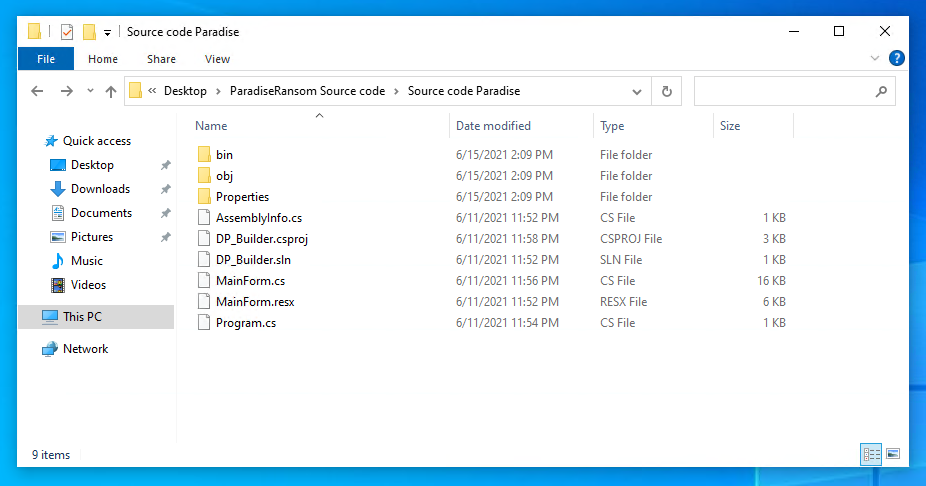 Source code Paradise
File Home Share View
« Desktop > ParadiseRansom Source code > Source code Paradise
Name Date modified Type Size
Quick access
Desktop
Downloads
Documents
Pictures
Music
Videos
This PC
Network
bin 6/15/2021 2:09 PM File folder
obj 6/15/2021 2:09 PM File folder
Properties 6/15/2021 2:09 PM File folder
AssemblyInfo.cs 6/11/2021 11:52 PM CS File 1 KB
DP_Builder.csproj 6/11/2021 11:58 PM CSPROJ File 3 KB
DP_Builder.sln 6/11/2021 11:52 PM SLN File 1 KB
MainForm.cs 6/11/2021 11:56 PM CS File 16 KB
MainForm.resx 6/11/2021 11:52 PM RESX File 6 KB
Program.cs 6/11/2021 11:54 PM CS File 1 KB
9 items